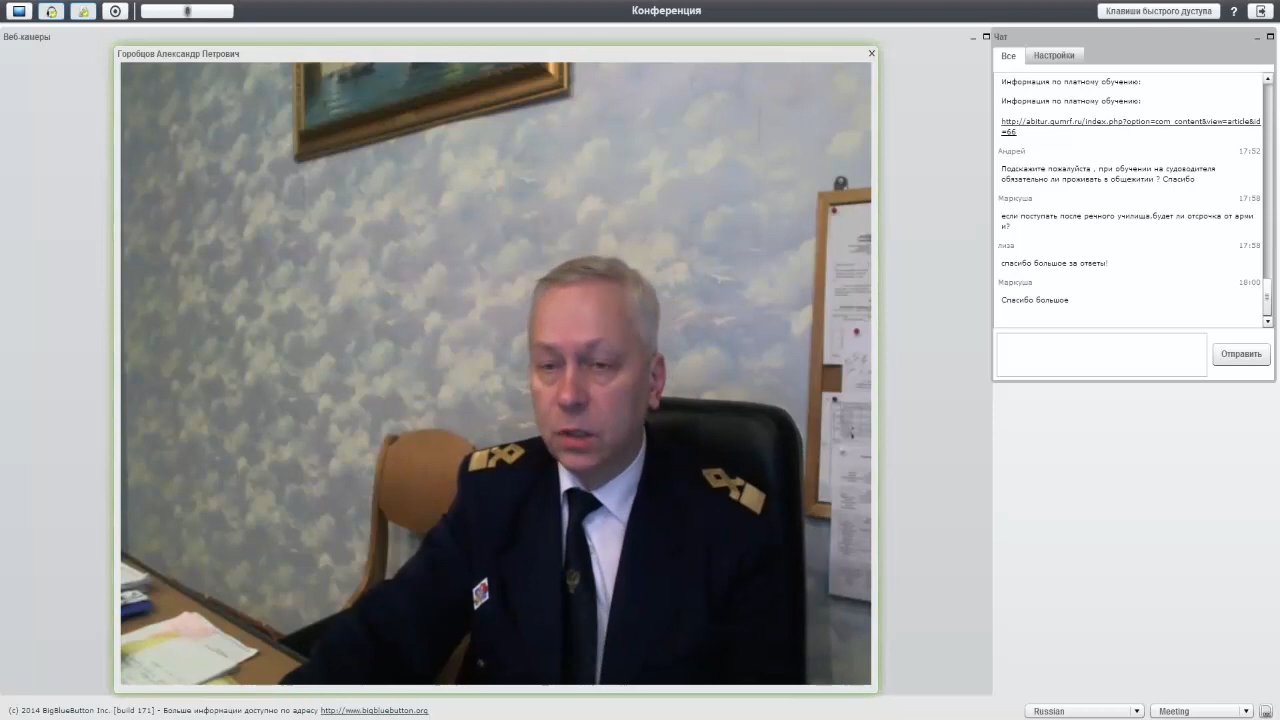 Конференция
Клавиши быстрого доступа
?
Веб-камеры
Горобцов Александр Петрович
Чат
Все
Настройки
Информация по платному обучению:
Информация по платному обучению:
http://abitur.gumrf.ru/index.php?option=com_content&view=article&id
=66
Андрей 17:52
Подскажите пожалуйста , при обучении на судоводителя
обязательно ли проживать в общежитии ? Спасибо
Маркуша 17:58
если поступать после речного училища,будет ли отсрочка от арми
и?
лиза 17:58
спасибо большое за ответы!
Маркуша 18:00
Спасибо большое
Отправить
(c) 2014 BigBlueButton Inc. [build 171] - Больше информации доступно по адресу http://www.bigbluebutton.org
Russian
Meeting